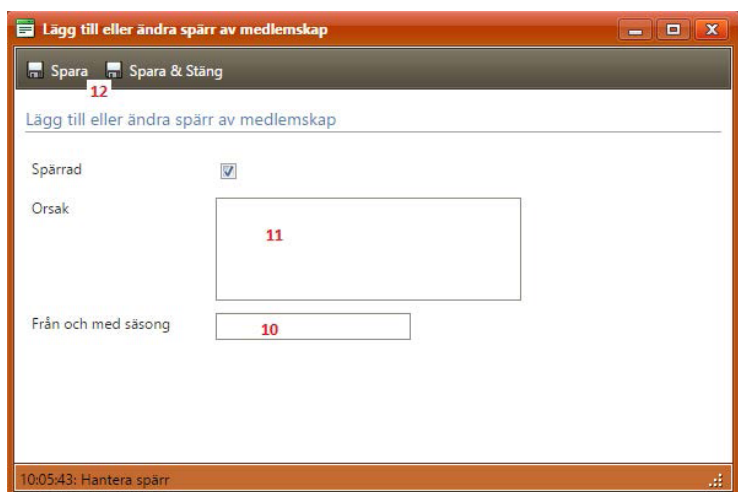 Lägg till eller ändra spärr av medlemskap
Spara Spara & Stäng
12
Lägg till eller ändra spärr av medlemskap
Spärrad
Orsak
11
Från och med säsong
10
10:05:43: Hantera spärr